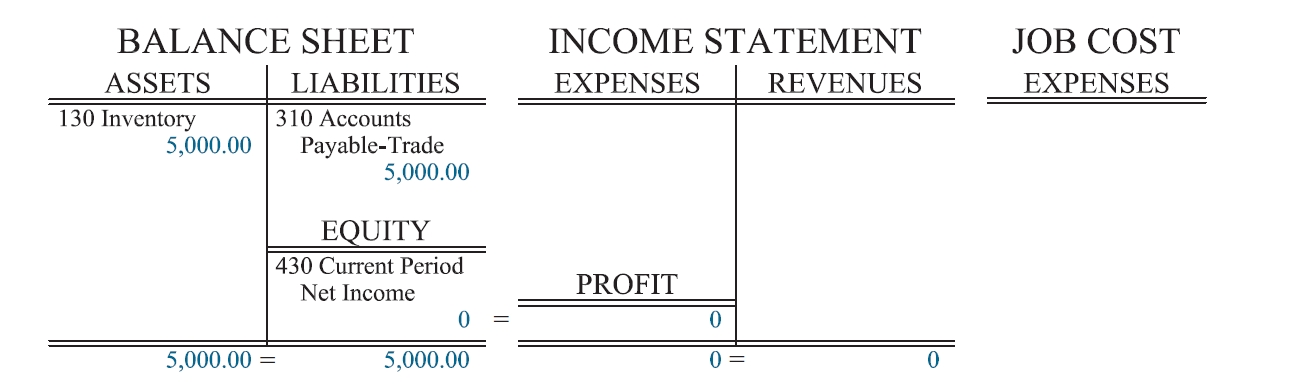 BALANCE SHEET INCOME STATEMENT JOB COST
ASSETS LIABILITIES EXPENSES REVENUES EXPENSES
130 Inventory 310 Accounts
5,000.00 Payable-Trade
5,000.00
EQUITY
430 Current Period
Net Income PROFIT
0 = 0
5,000.00 = 5,000.00 0 = 0